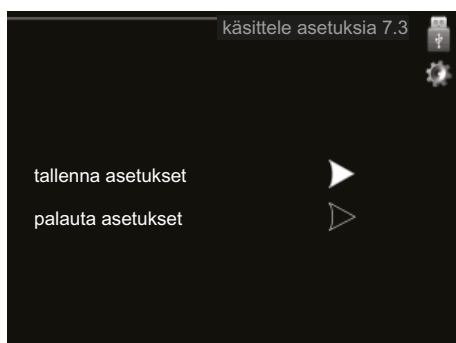 käsittele asetuksia 7.3
tallenna asetukset
palauta asetukset